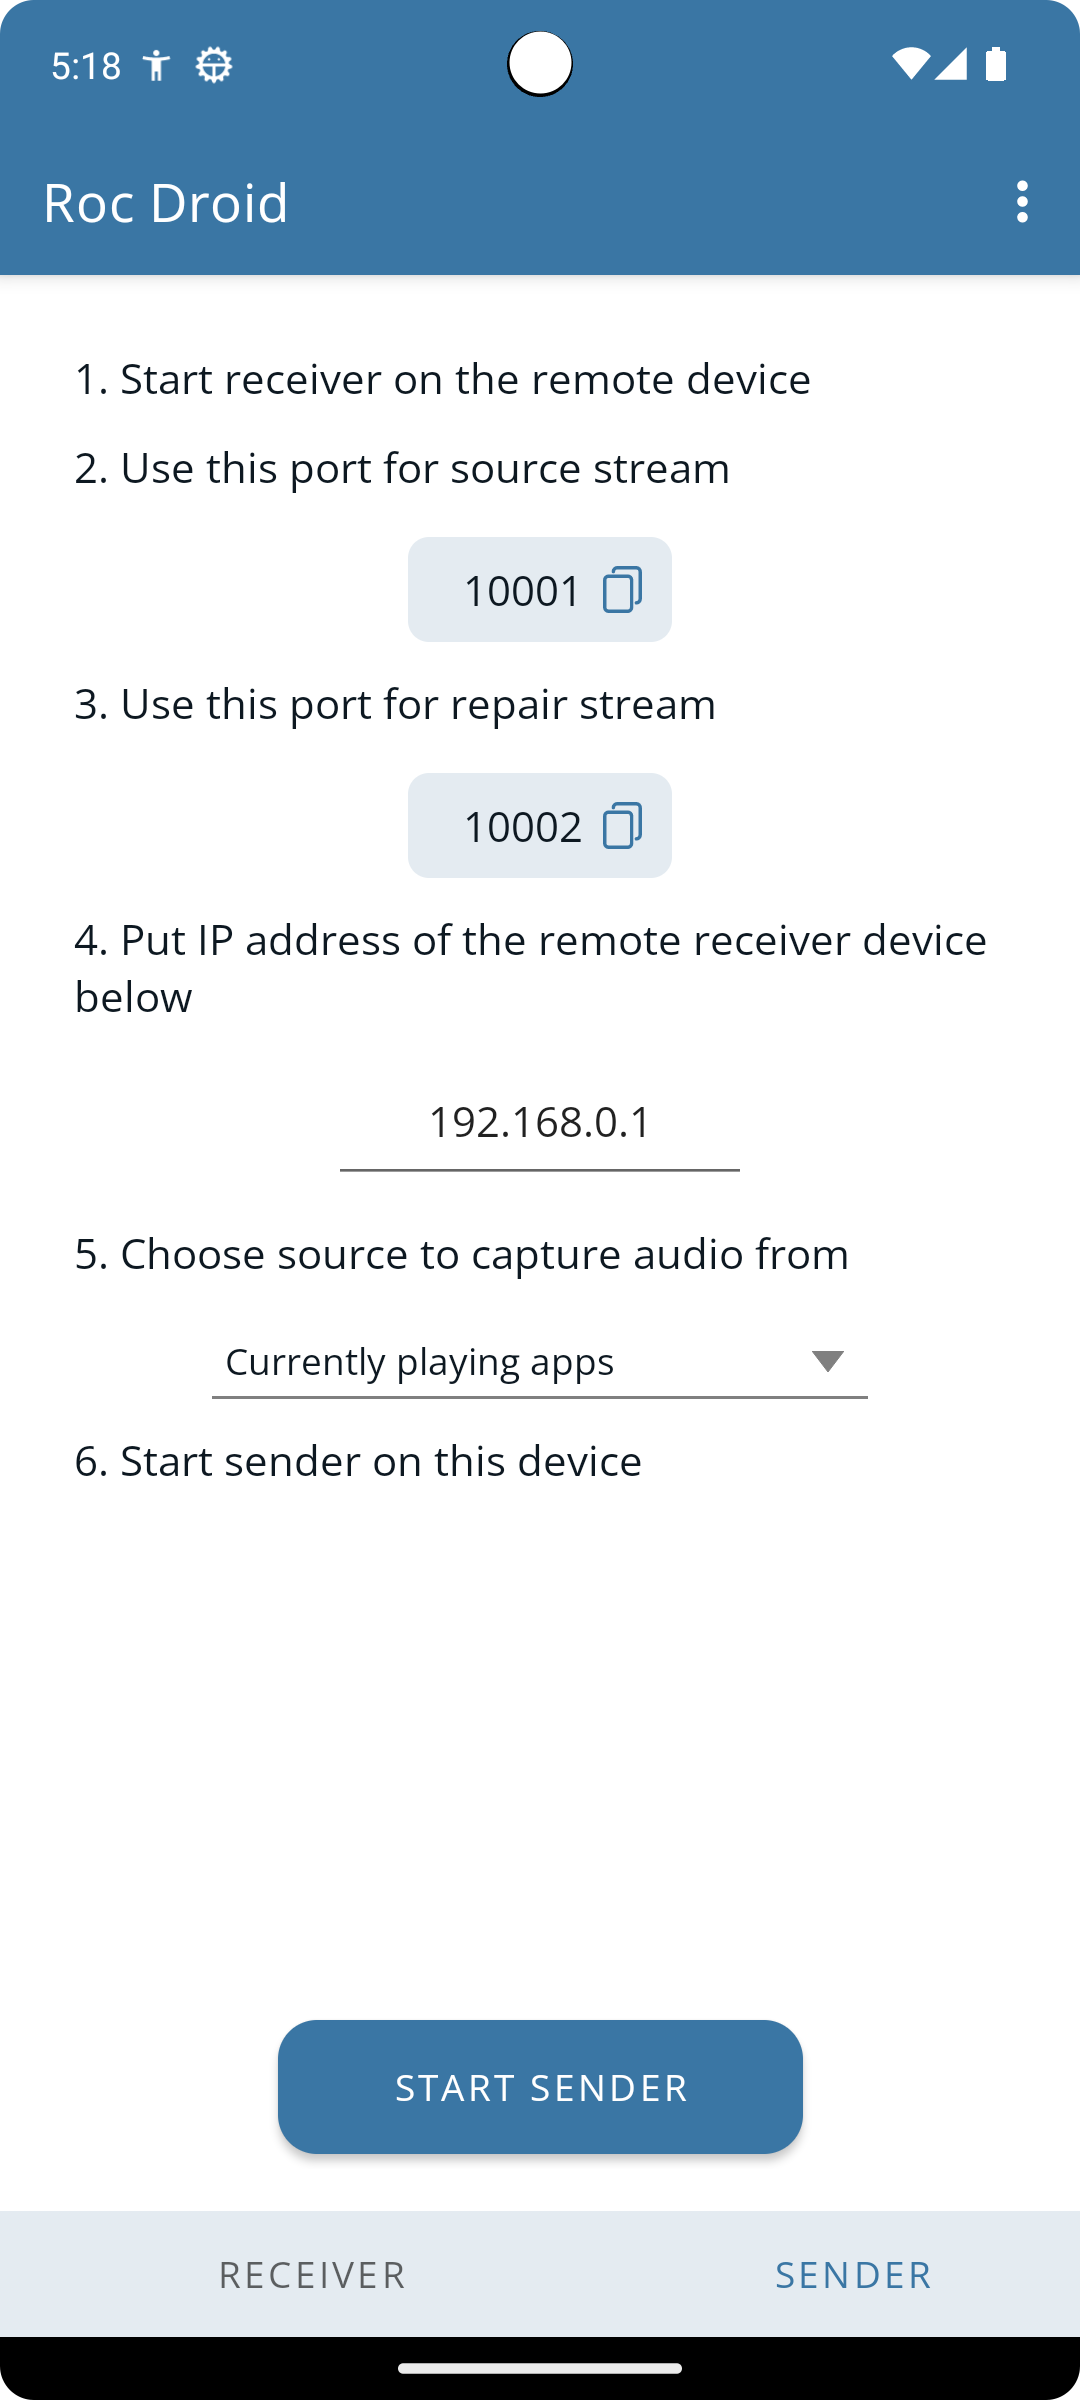 5:18
Roc Droid
1. Start receiver on the remote device
2. Use this port for source stream
10001
3. Use this port for repair stream
10002
4. Put IP address of the remote receiver device
below
192.168.0.1
5. Choose source to capture audio from
Currently playing apps
6. Start sender on this device
START SENDER
RECEIVER SENDER